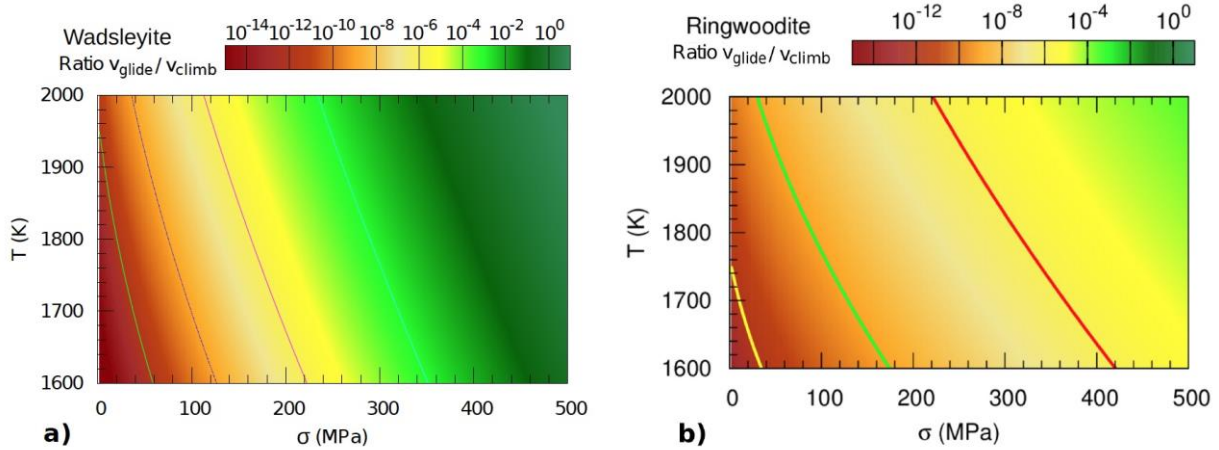 Wadsleyite
Ratio v_glide / v_climb
10^-14 10^-12 10^-10 10^-8 10^-6 10^-4 10^-2 10^0
2000
1900
1800
1700
1600
T (K)
0 100 200 300 400 500
σ (MPa)
a)
Ringwoodite
Ratio v_glide / v_climb
10^-12 10^-8 10^-4 10^0
2000
1900
1800
1700
1600
T (K)
0 100 200 300 400 500
σ (MPa)
b)